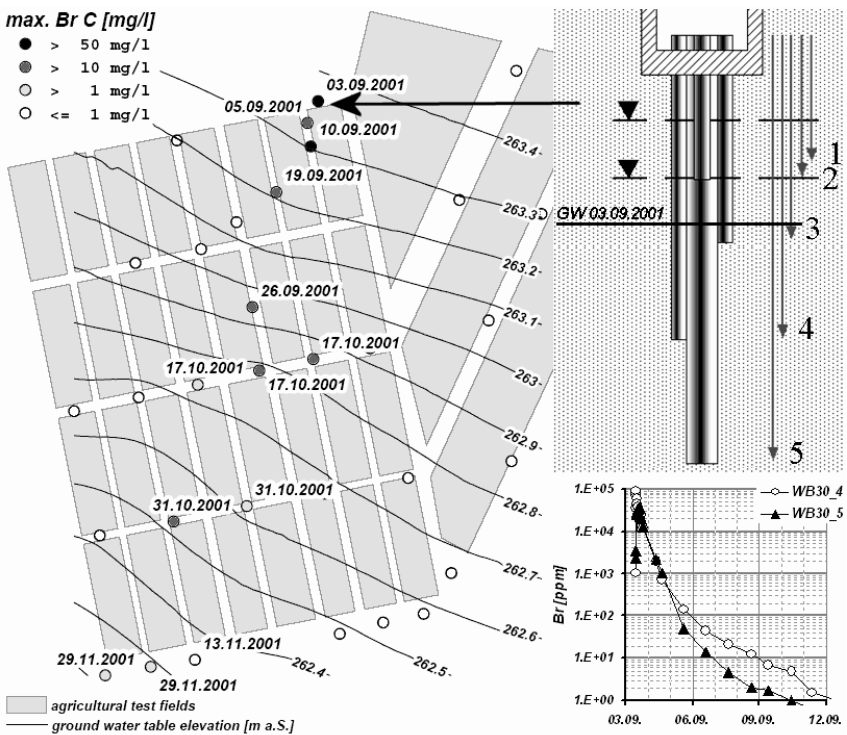 max. Br C [mg/l]
> 50 mg/l
> 10 mg/l
> 1 mg/l
<= 1 mg/l
03.09.2001
05.09.2001
10.09.2001
19.09.2001
26.09.2001
17.10.2001
17.10.2001
17.10.2001
31.10.2001
31.10.2001
13.11.2001
29.11.2001
29.11.2001
263.4-
263.3-
263.2-
263.1-
263-
262.9-
262.8-
262.7-
262.6-
262.5-
262.4-
agricultural test fields
ground water table elevation [m a.S.]
1
2
GW 03.09.2001
3
4
5
1.E+05
1.E+04
1.E+03
1.E+02
1.E+01
1.E+00
Br [ppm]
WB30_4
WB30_5
03.09.
06.09.
09.09.
12.09.